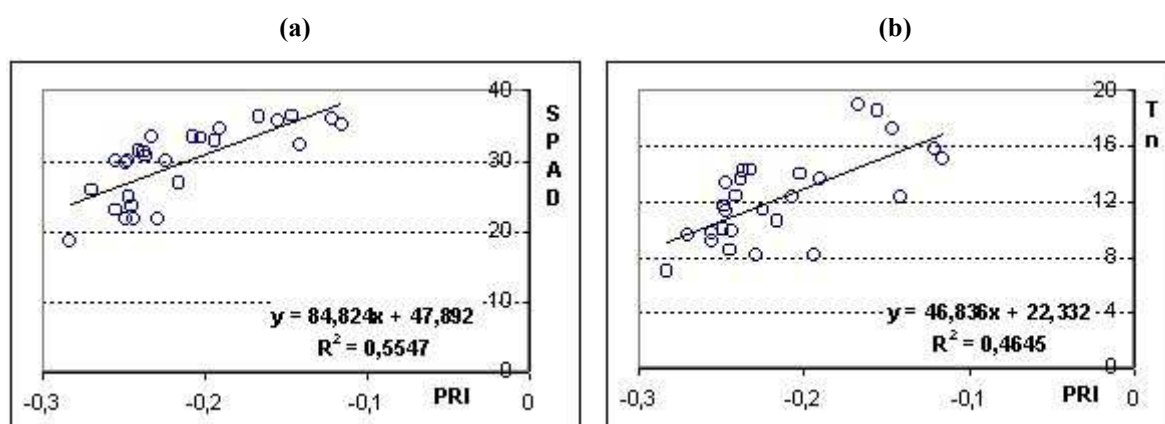 (a)
(b)
40
30
20
10
0
SPAD
y = 84,824x + 47,892
R² = 0,5547
-0,3
-0,2
-0,1
0
PRI
20
16
12
8
4
0
Tn
y = 46,836x + 22,332
R² = 0,4645
-0,3
-0,2
-0,1
0
PRI